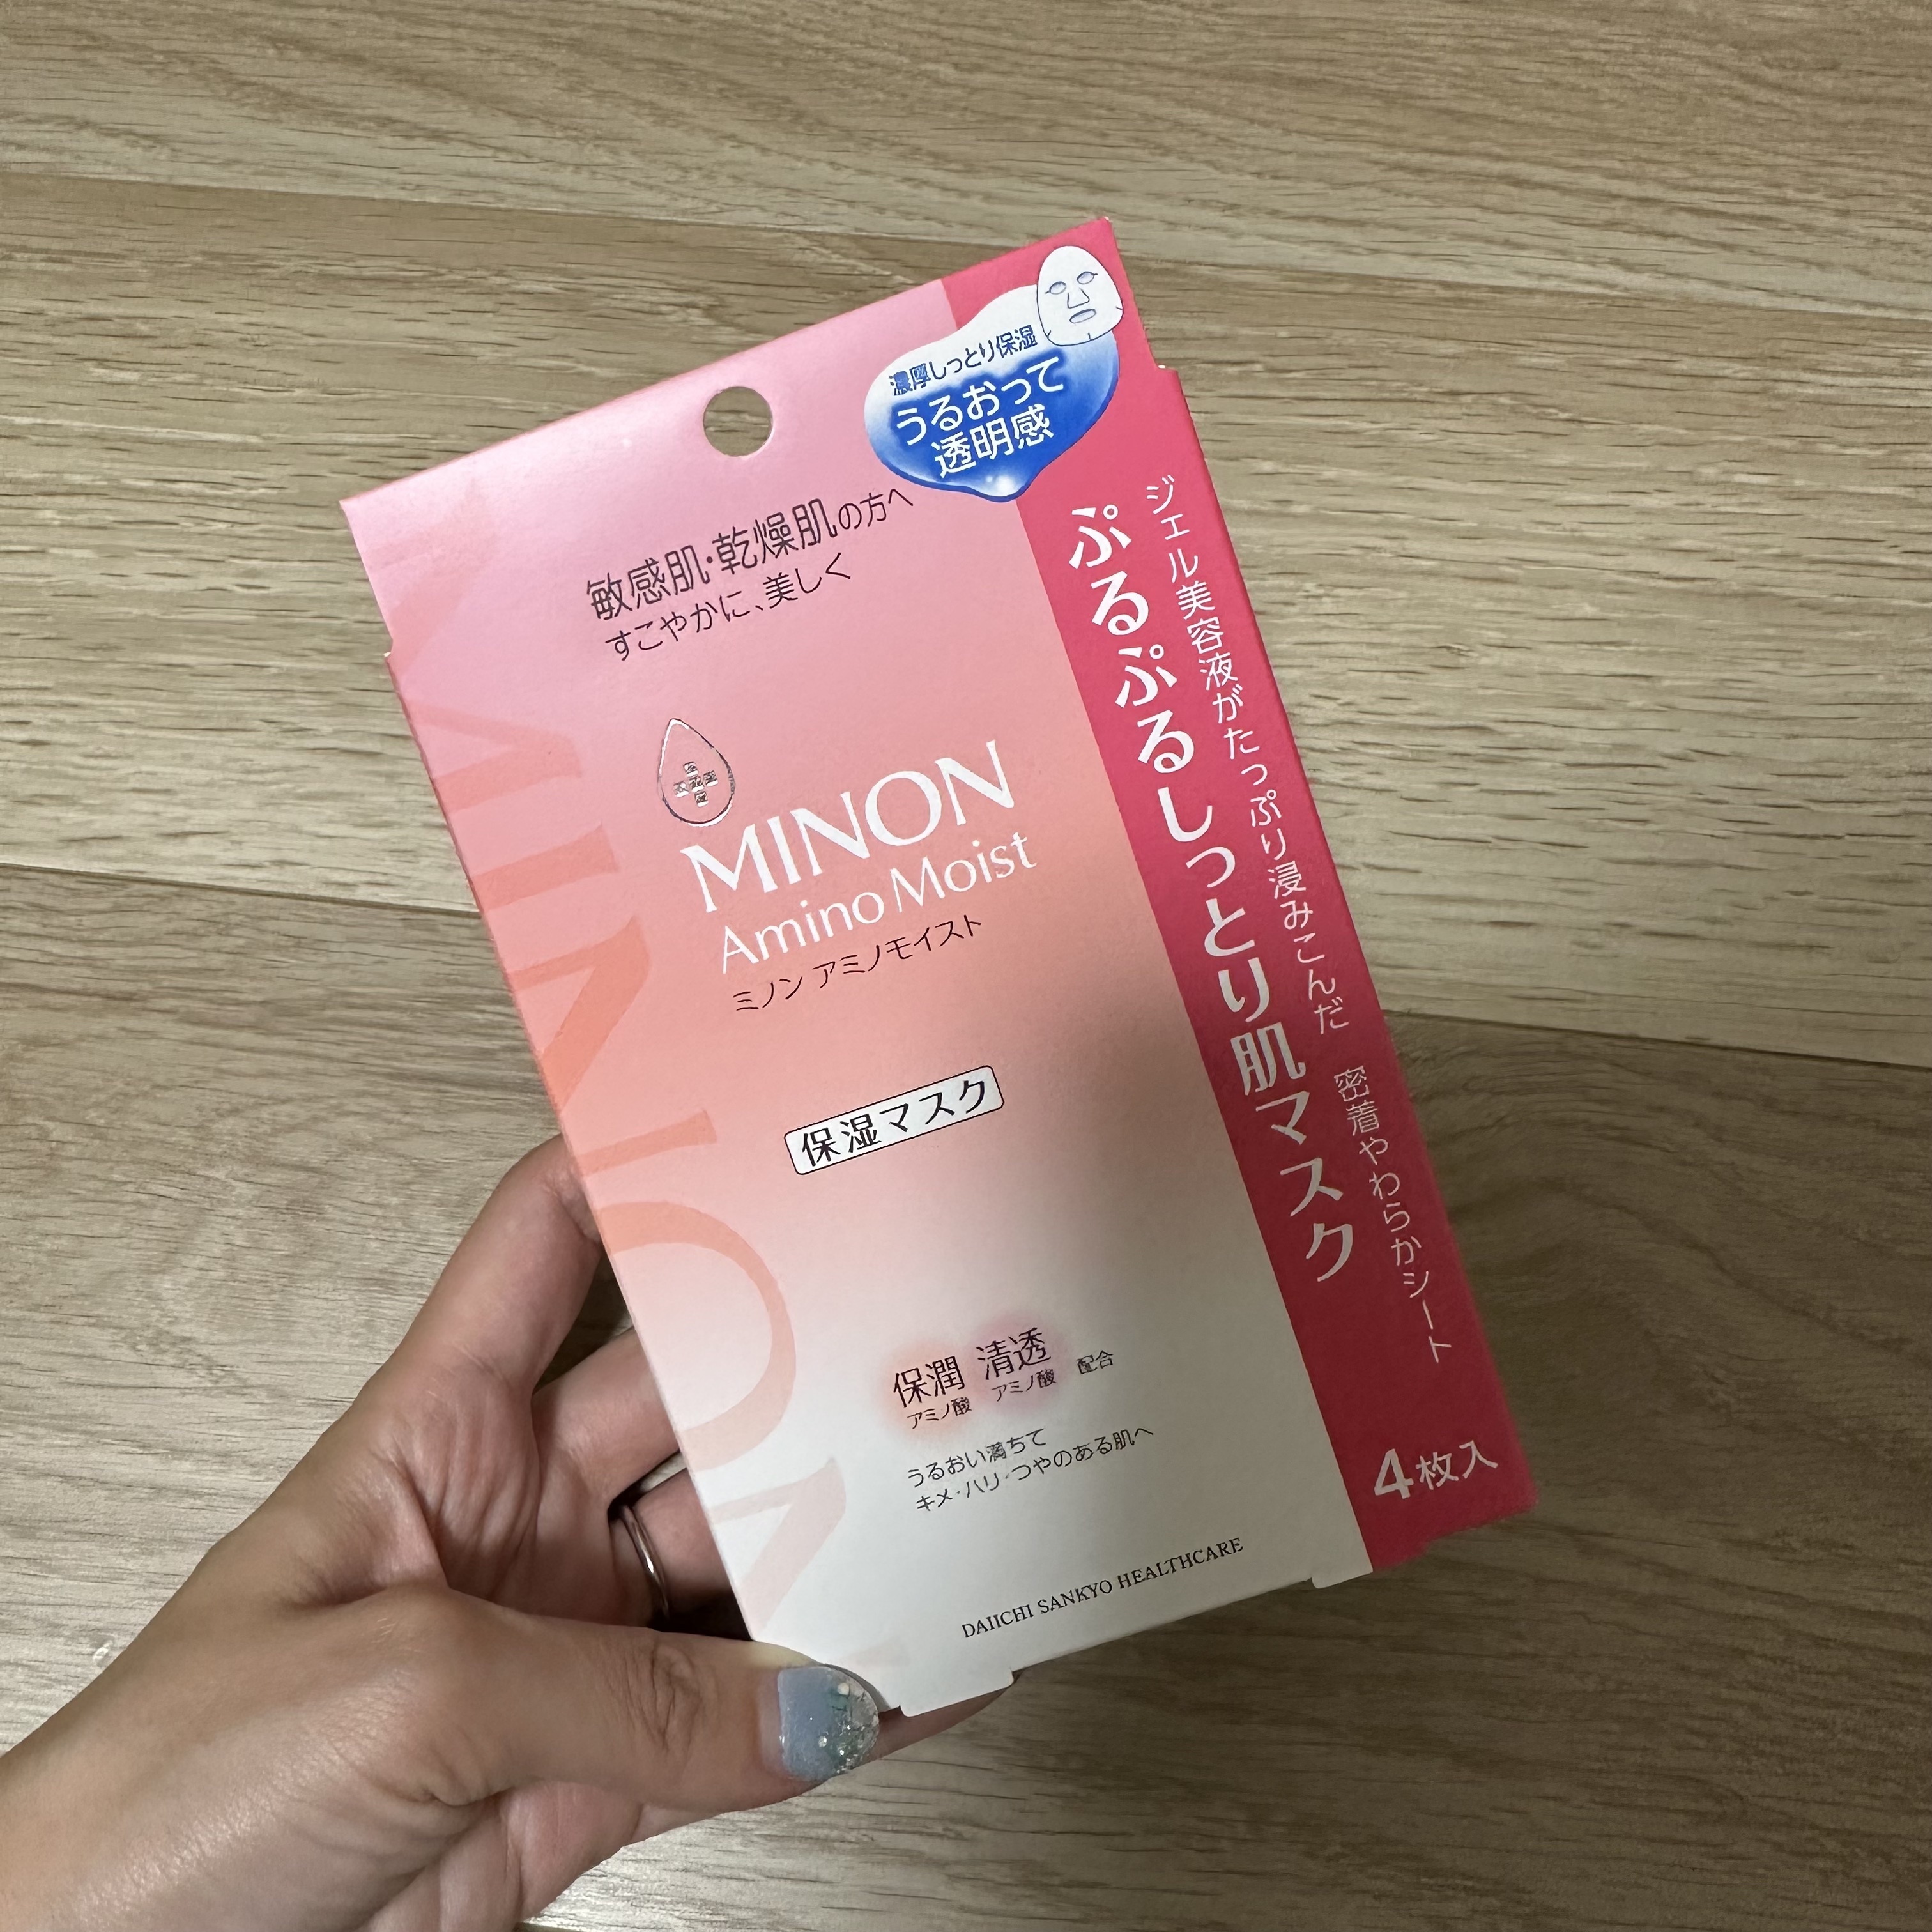 濃厚しっとり保湿
うるおって
透明感
敏感肌・乾燥肌の方へ
すこやかに、美しく
MINON
Amino Moist
ミノン アミノモイスト
保湿マスク
保潤 清透
アミノ酸 アミノ酸 配合
うるおい満ちて
キメ・ハリ・つやのある肌へ
DAIICHI SANKYO HEALTHCARE
ジェル美容液がたっぷり浸みこんだ 密着やわらかシート
ぷるぷるしっとり肌マスク
4枚入
MINON